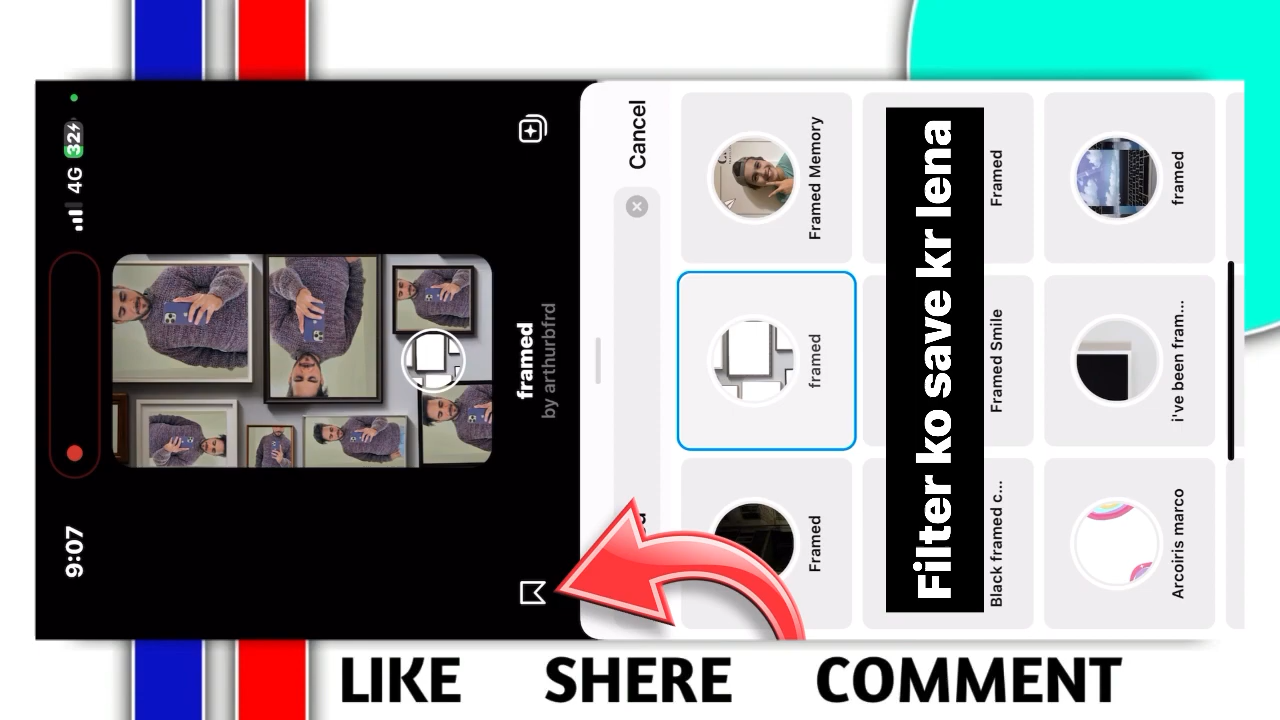 9:07
4G 32
framed
by arthurbfrd
Cancel
Framed
framed
Framed Memory
Black framed c...
Framed Smile
Framed
Arcoiris marco
i've been fram...
framed
Filter ko save kr lena
LIKE SHERE COMMENT